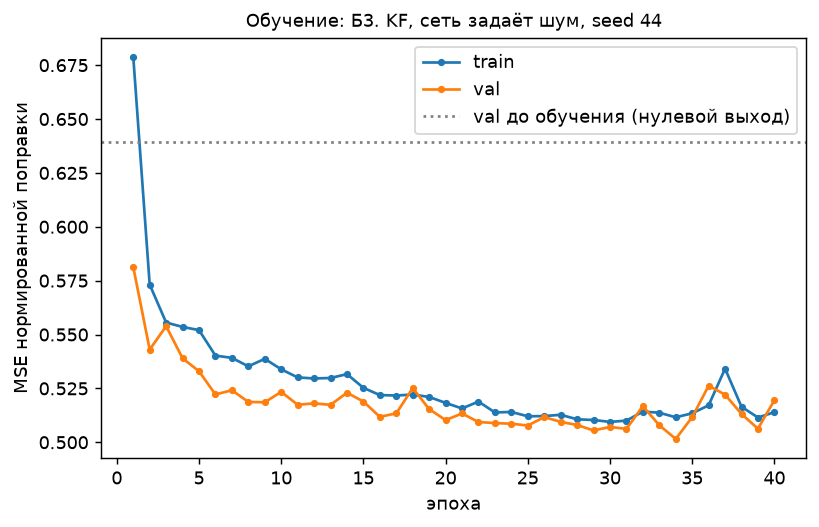 Обучение: Б3. KF, сеть задаёт шум, seed 44
train
val
val до обучения (нулевой выход)
MSE нормированной поправки
0.675
0.650
0.625
0.600
0.575
0.550
0.525
0.500
0 5 10 15 20 25 30 35 40
эпоха